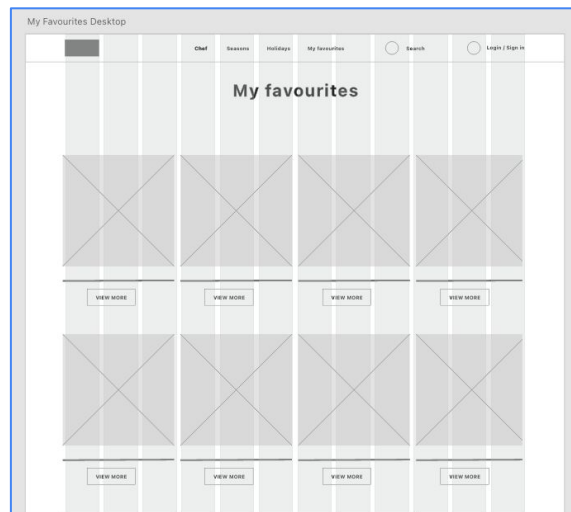 My Favourites Desktop
Chef Seasons Holidays My favourites Search Login / Sign in
My favourites
VIEW MORE VIEW MORE VIEW MORE VIEW MORE
VIEW MORE VIEW MORE VIEW MORE VIEW MORE